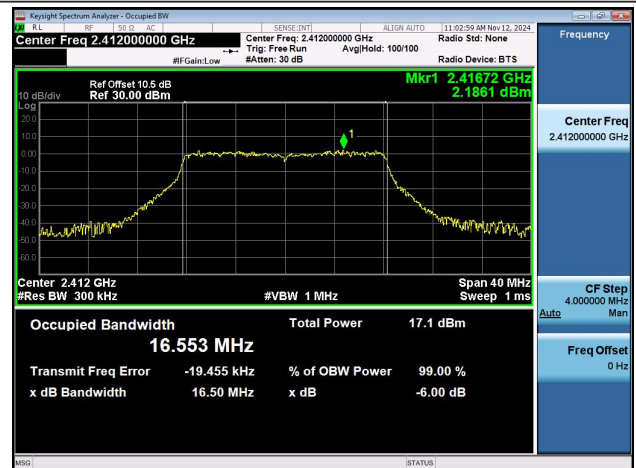 Keysight Spectrum Analyzer - Occupied BW
RL RF 50 Ω AC SENSE:INT ALIGN AUTO 11:02:59 AM Nov 12, 2024
Center Freq 2.412000000 GHz Center Freq: 2.412000000 GHz Radio Std: None
Trig: Free Run Avg|Hold: 100/100
#IFGain:Low #Atten: 30 dB Radio Device: BTS
Frequency
Ref Offset 10.5 dB Mkr1 2.41672 GHz
10 dB/div Ref 30.00 dBm 2.1861 dBm
Log
20.0
10.0
0.00
-10.0
-20.0
-30.0
-40.0
-50.0
-60.0
1
Center Freq
2.412000000 GHz
Center 2.412 GHz Span 40 MHz
#Res BW 300 kHz #VBW 1 MHz Sweep 1 ms
CF Step
4.000000 MHz
Auto Man
Occupied Bandwidth Total Power 17.1 dBm
16.553 MHz
Transmit Freq Error -19.455 kHz % of OBW Power 99.00 %
x dB Bandwidth 16.50 MHz x dB -6.00 dB
Freq Offset
0 Hz
MSG STATUS